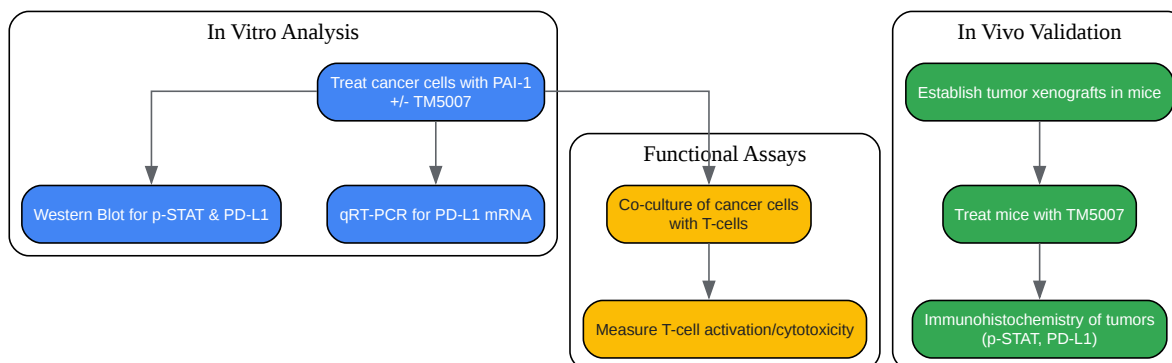 In Vitro Analysis
Treat cancer cells with PAI-1
+/- TM5007
Western Blot for p-STAT & PD-L1
qRT-PCR for PD-L1 mRNA
Functional Assays
Co-culture of cancer cells
with T-cells
Measure T-cell activation/cytotoxicity
In Vivo Validation
Establish tumor xenografts in mice
Treat mice with TM5007
Immunohistochemistry of tumors
(p-STAT, PD-L1)